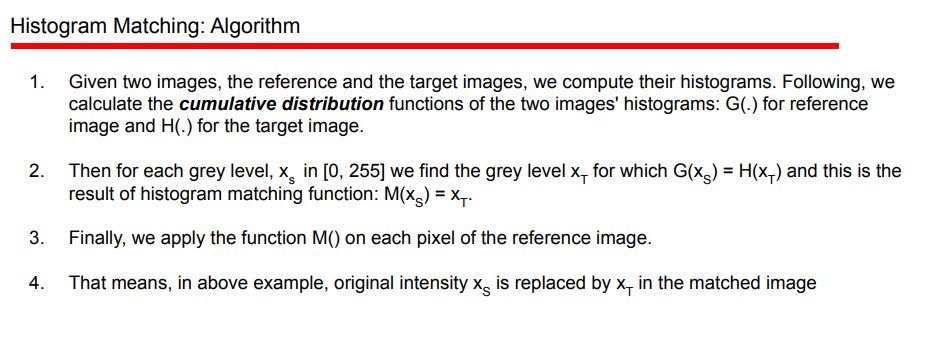 Histogram Matching: Algorithm
1. Given two images, the reference and the target images, we compute their histograms. Following, we
calculate the cumulative distribution functions of the two images' histograms: G(.) for reference
image and H(.) for the target image.
2. Then for each grey level, xₛ in [0, 255] we find the grey level x_T for which G(x_S) = H(x_T) and this is the
result of histogram matching function: M(x_S) = x_T.
3. Finally, we apply the function M() on each pixel of the reference image.
4. That means, in above example, original intensity x_S is replaced by x_T in the matched image